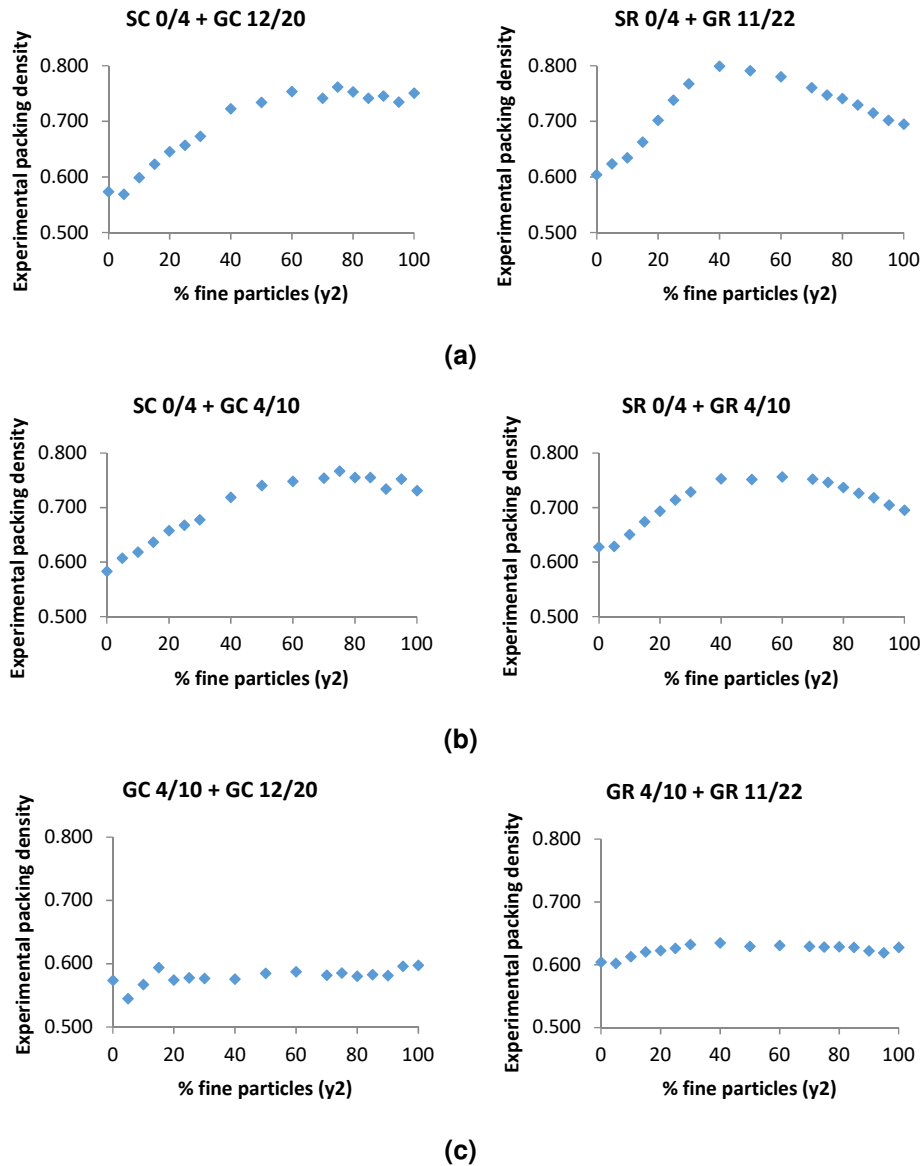 SC 0/4 + GC 12/20
Experimental packing density
0.800
0.700
0.600
0.500
0 20 40 60 80 100
% fine particles (y2)
SR 0/4 + GR 11/22
Experimental packing density
0.800
0.700
0.600
0.500
0 20 40 60 80 100
% fine particles (y2)
(a)
SC 0/4 + GC 4/10
Experimental packing density
0.800
0.700
0.600
0.500
0 20 40 60 80 100
% fine particles (y2)
SR 0/4 + GR 4/10
Experimental packing density
0.800
0.700
0.600
0.500
0 20 40 60 80 100
% fine particles (y2)
(b)
GC 4/10 + GC 12/20
Experimental packing density
0.800
0.700
0.600
0.500
0 20 40 60 80 100
% fine particles (y2)
GR 4/10 + GR 11/22
Experimental packing density
0.800
0.700
0.600
0.500
0 20 40 60 80 100
% fine particles (y2)
(c)